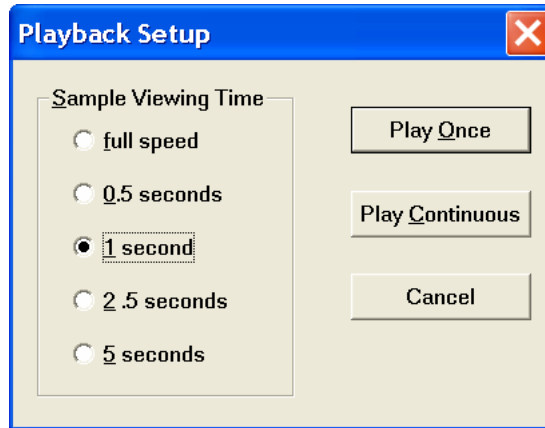 Playback Setup
Sample Viewing Time
full speed
0.5 seconds
1 second
2 .5 seconds
5 seconds
Play Once
Play Continuous
Cancel